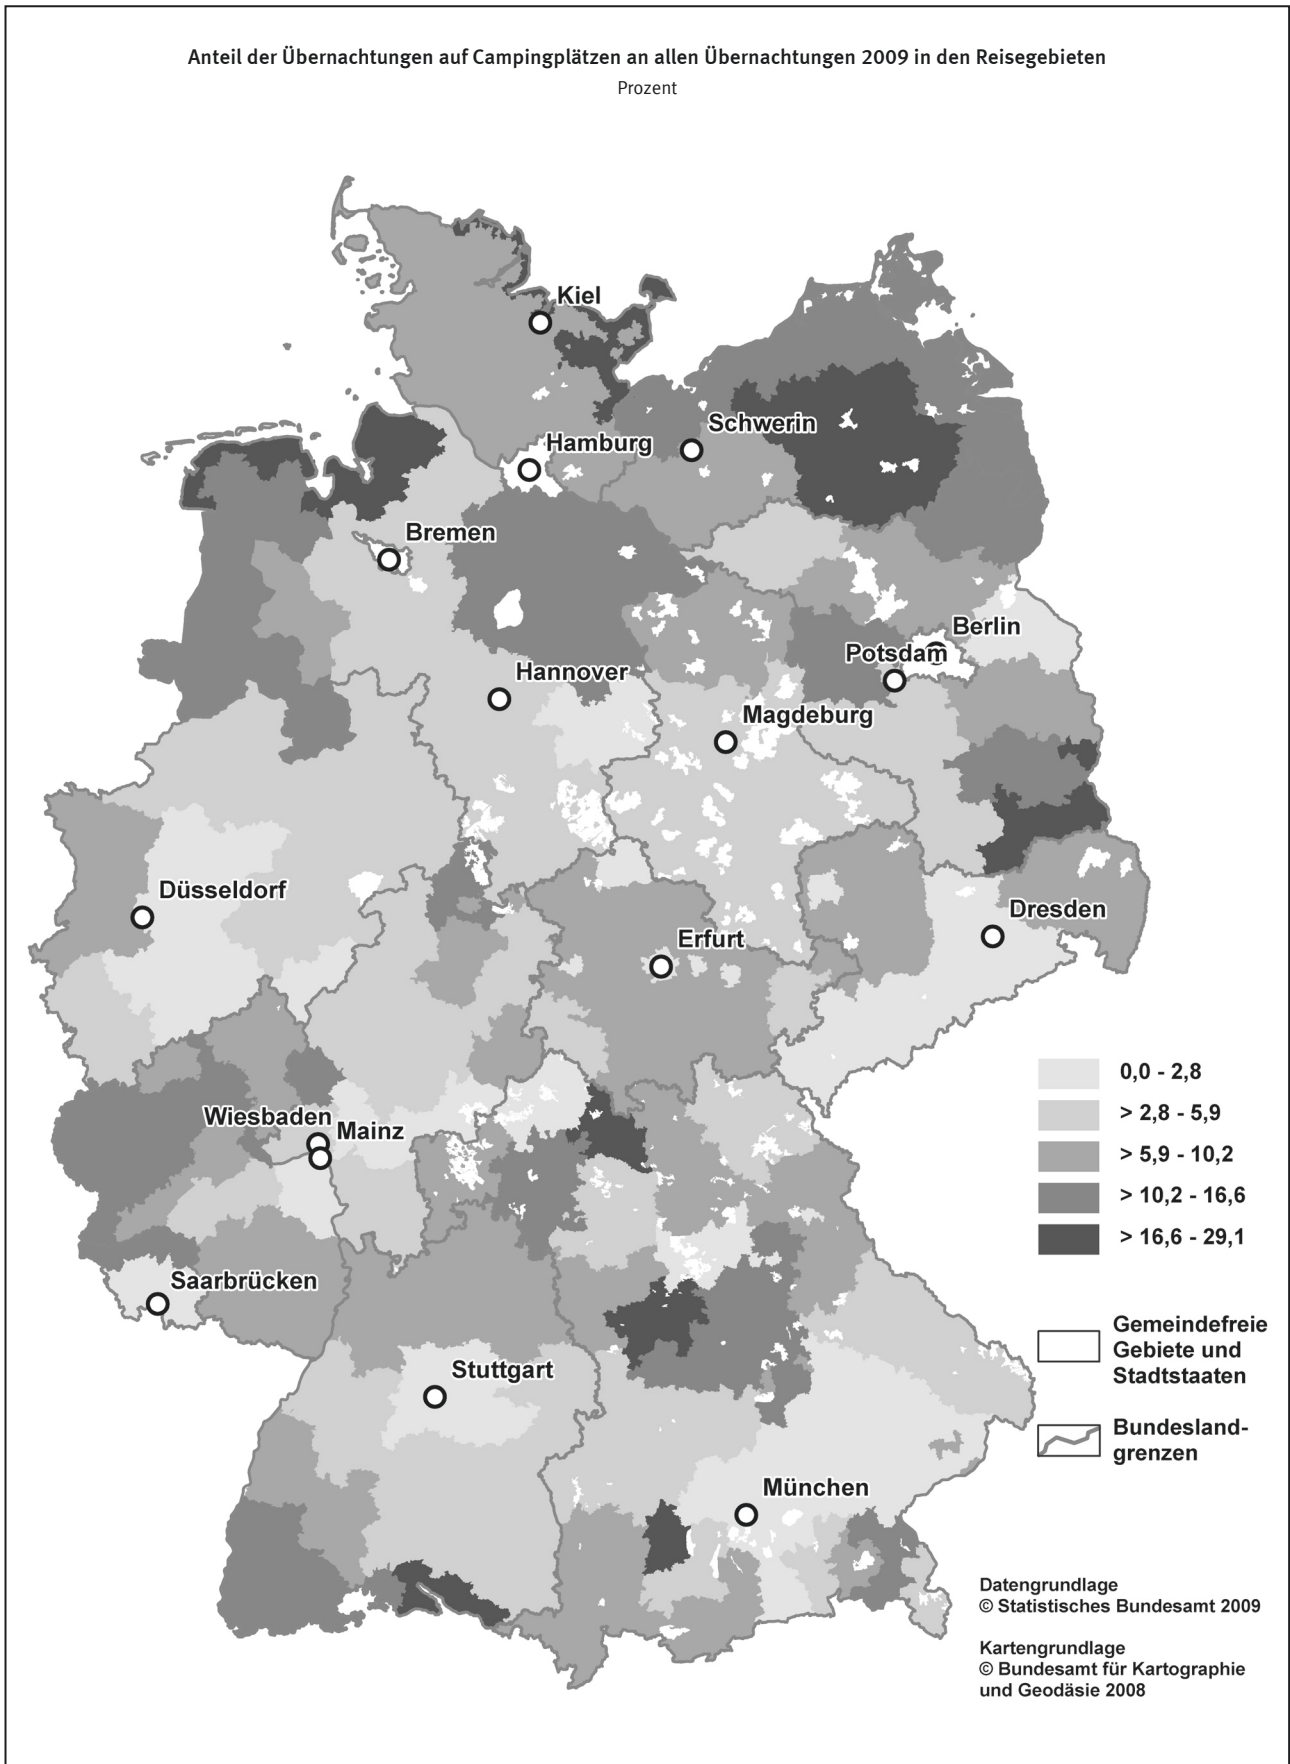 Anteil der Übernachtungen auf Campingplätzen an allen Übernachtungen 2009 in den Reisegebieten
Prozent
Kiel
Schwerin
Hamburg
Bremen
Berlin
Potsdam
Hannover
Magdeburg
Düsseldorf
Dresden
Erfurt
Wiesbaden
Mainz
Saarbrücken
Stuttgart
München
0,0 - 2,8
> 2,8 - 5,9
> 5,9 - 10,2
> 10,2 - 16,6
> 16,6 - 29,1
Gemeindefreie
Gebiete und
Stadtstaaten
Bundesland-
grenzen
Datengrundlage
© Statistisches Bundesamt 2009
Kartengrundlage
© Bundesamt für Kartographie
und Geodäsie 2008